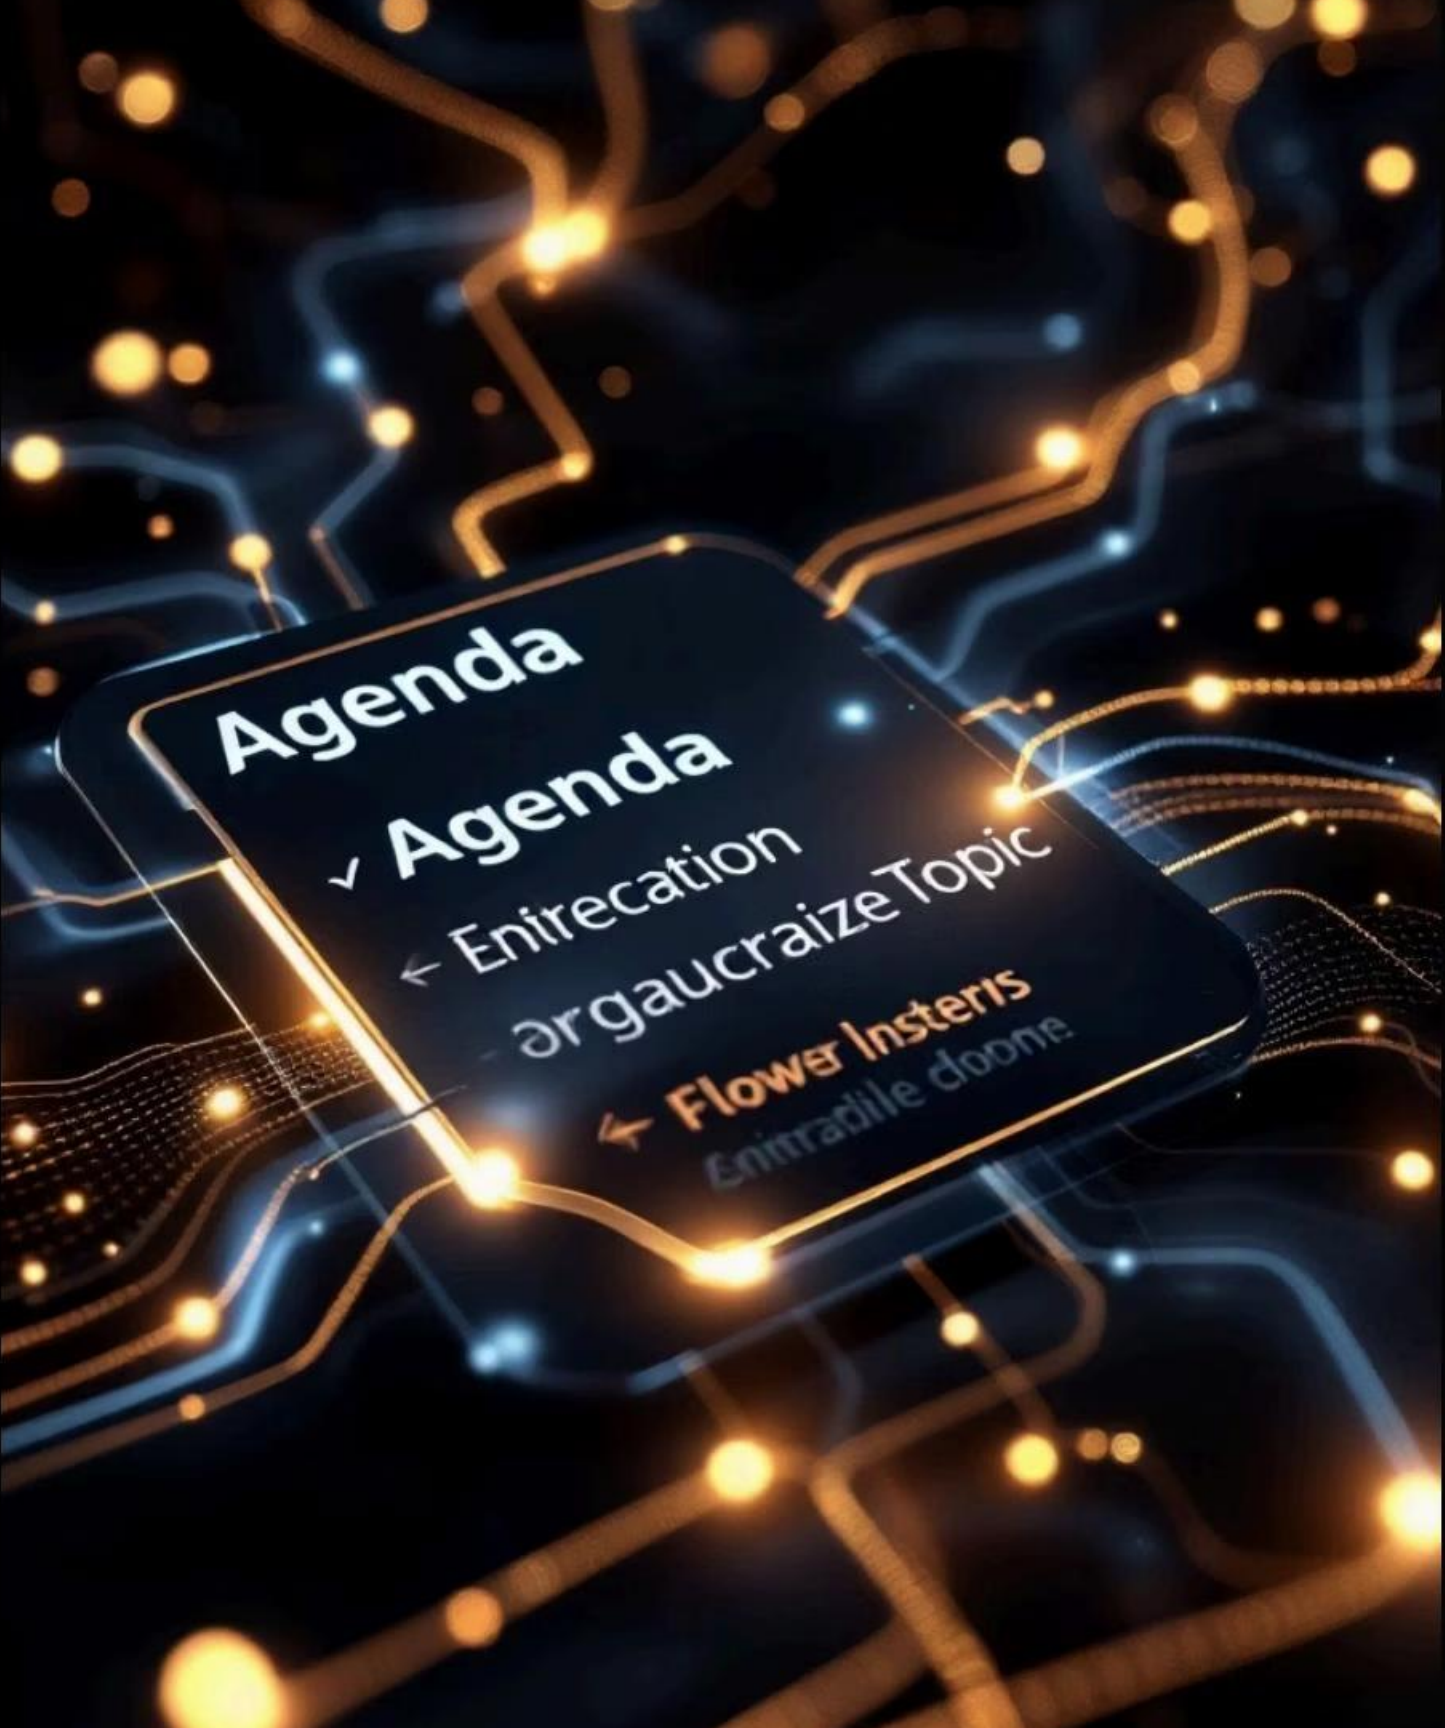 Agenda
✓ Agenda
← Enirecation
argaucraize Topic
← Flower Insteris